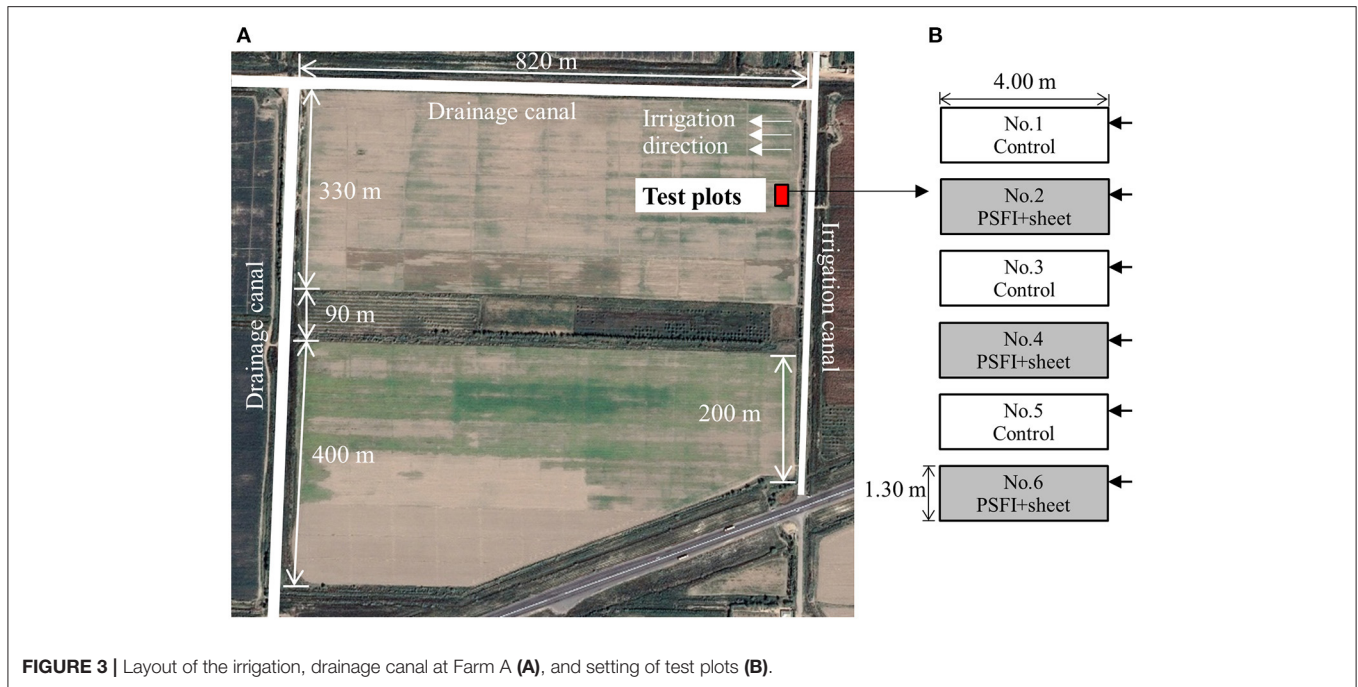 A
B
820 m
Drainage canal
Irrigation
direction
330 m
Test plots
Drainage canal
Irrigation canal
90 m
200 m
400 m
4.00 m
No.1
Control
No.2
PSFI+sheet
No.3
Control
No.4
PSFI+sheet
No.5
Control
1.30 m
No.6
PSFI+sheet
FIGURE 3 | Layout of the irrigation, drainage canal at Farm A (A), and setting of test plots (B).